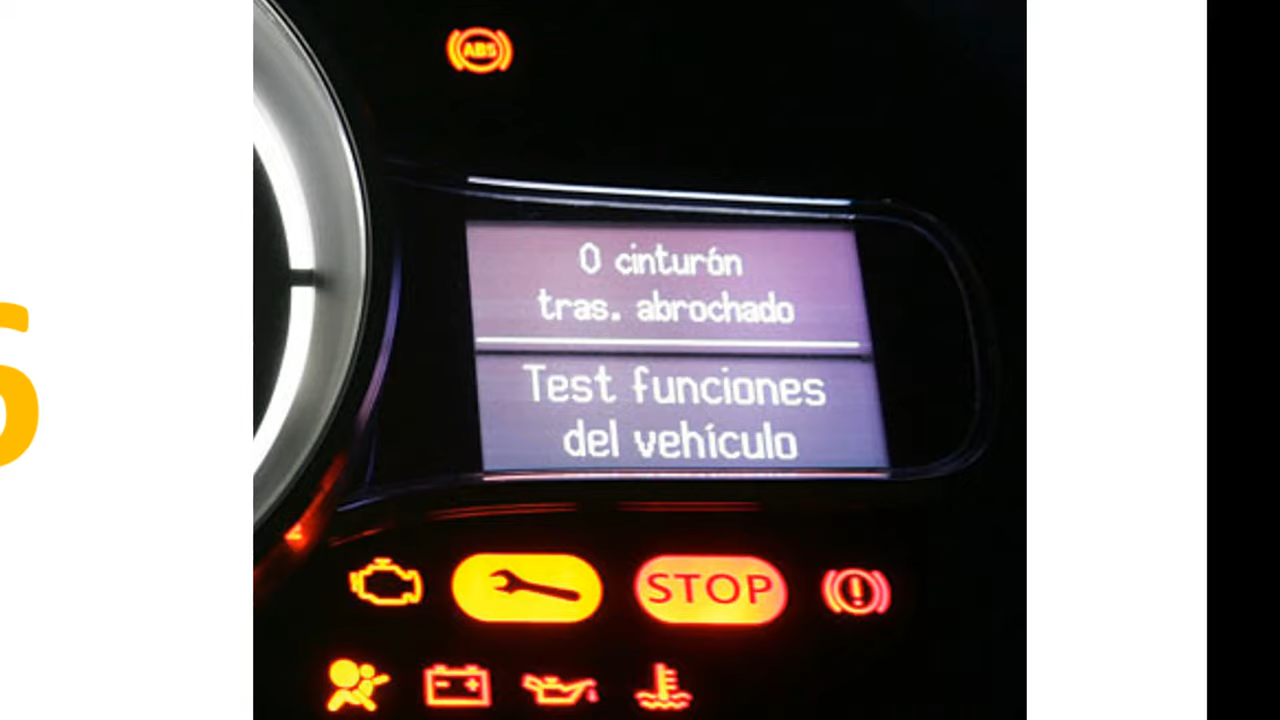 ABS
0 cinturón
tras. abrochado
Test funciones
del vehículo
STOP